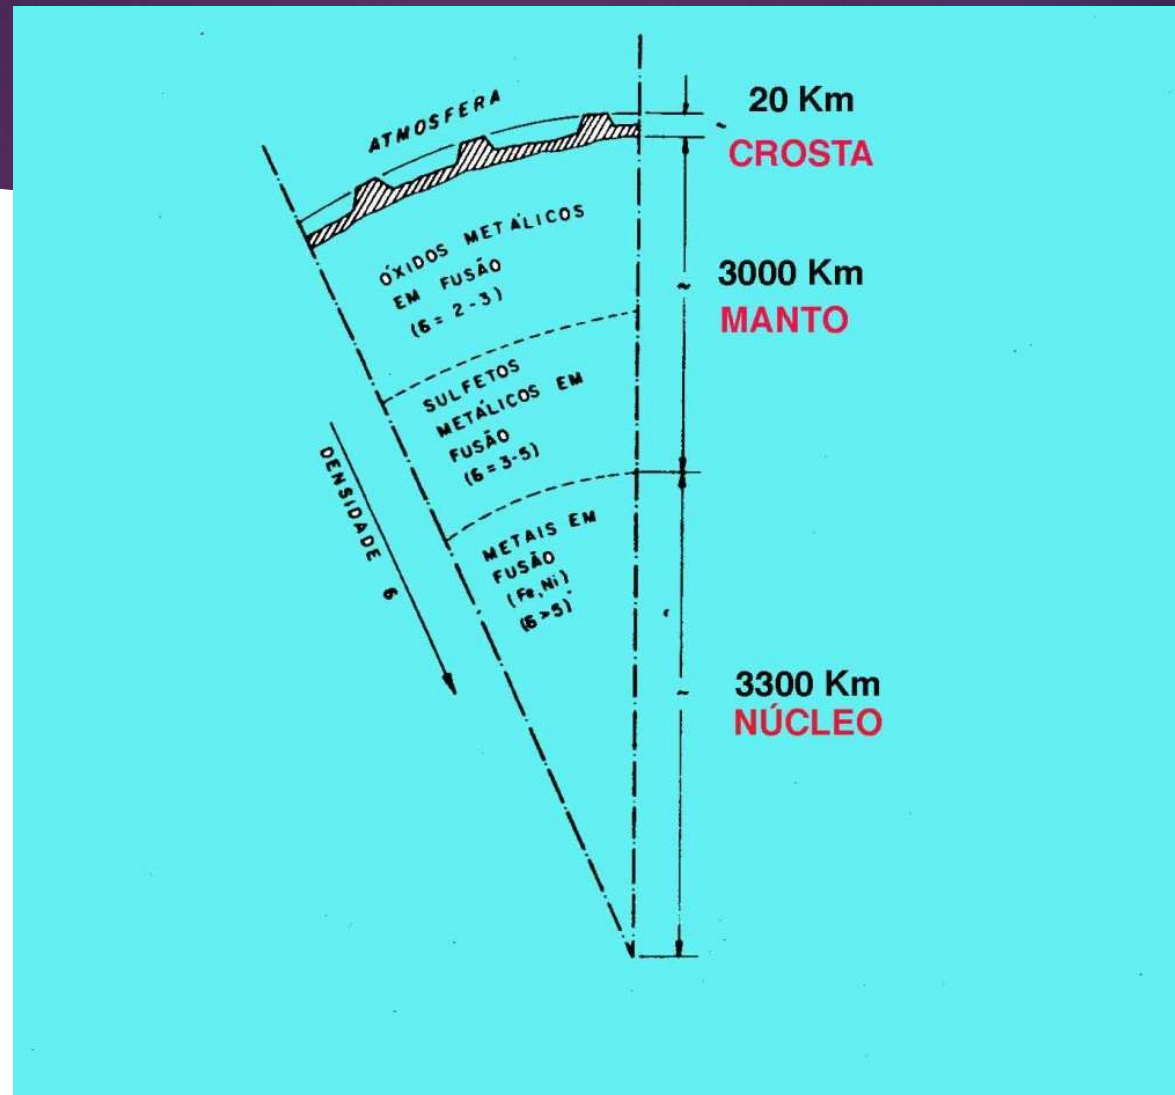 ATMOSFERA
20 Km
CROSTA
ÓXIDOS METÁLICOS
EM FUSÃO
(δ = 2 - 3)
3000 Km
MANTO
SULFETOS
METÁLICOS EM
FUSÃO
(δ = 3-5)
DENSIDADE δ
METAIS EM
FUSÃO
(Fe, Ni)
(δ > 5)
3300 Km
NÚCLEO